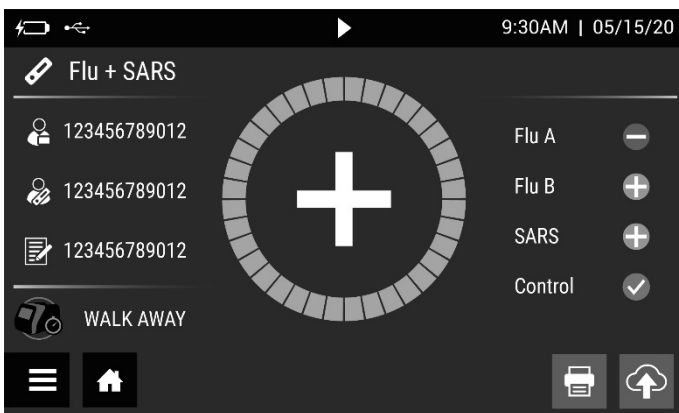 9:30AM | 05/15/20
Flu + SARS
123456789012
123456789012
123456789012
WALK AWAY
Flu A
Flu B
SARS
Control